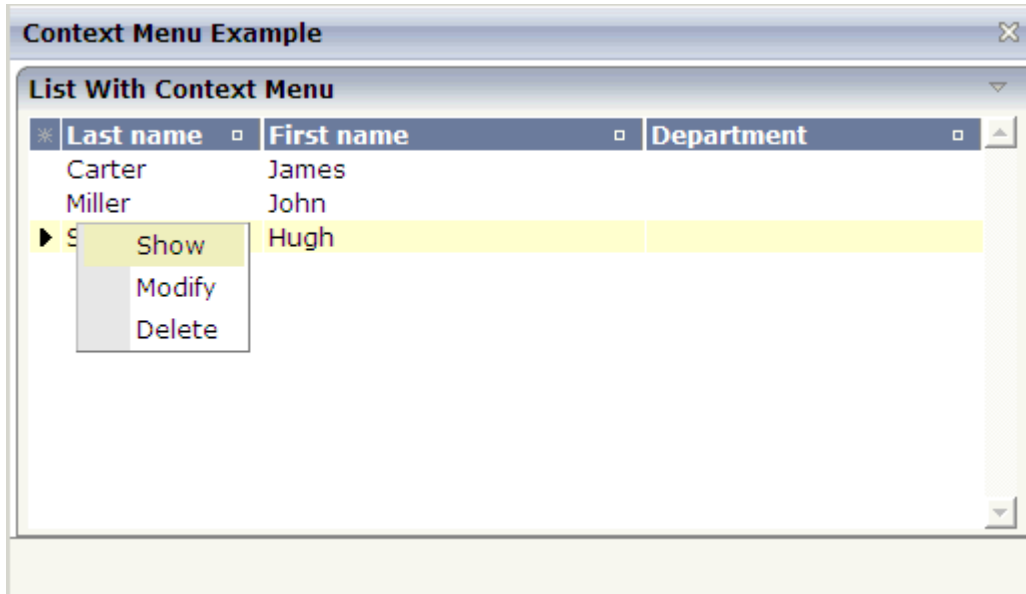 Context Menu Example
List With Context Menu
Last name First name Department
Carter James
Miller John
Hugh
Show
Modify
Delete